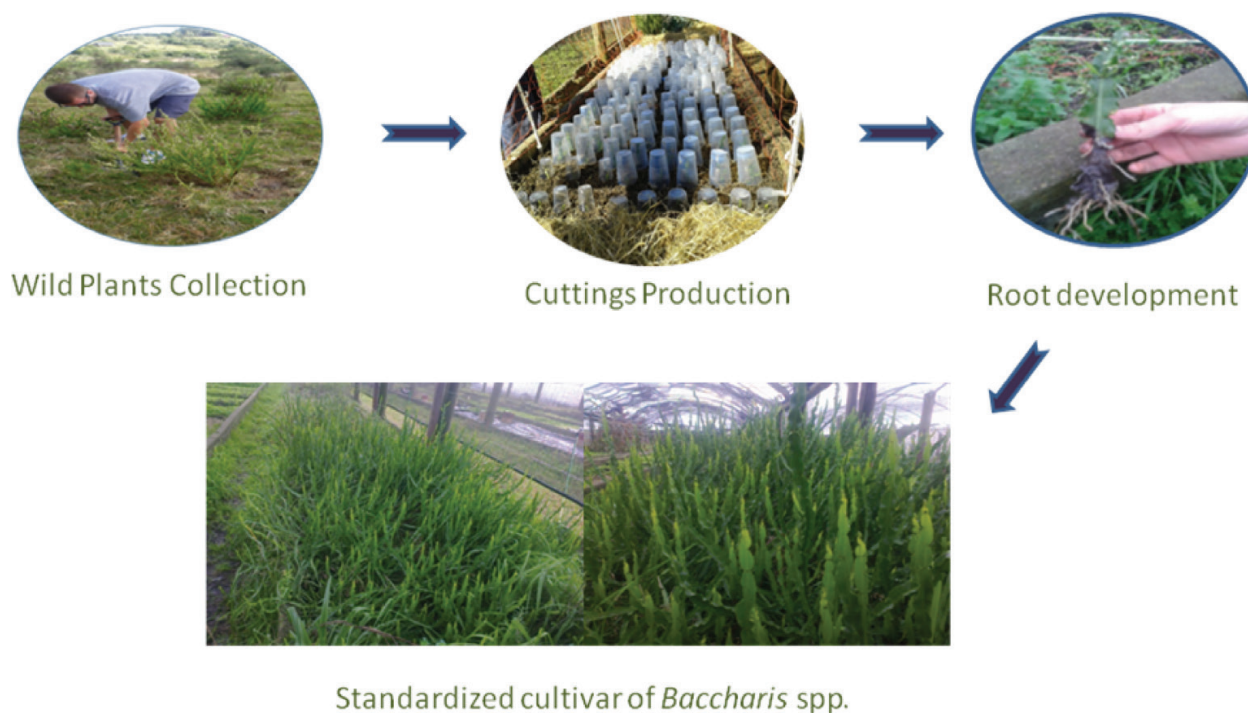 Wild Plants Collection
Cuttings Production
Root development
Standardized cultivar of Baccharis spp.